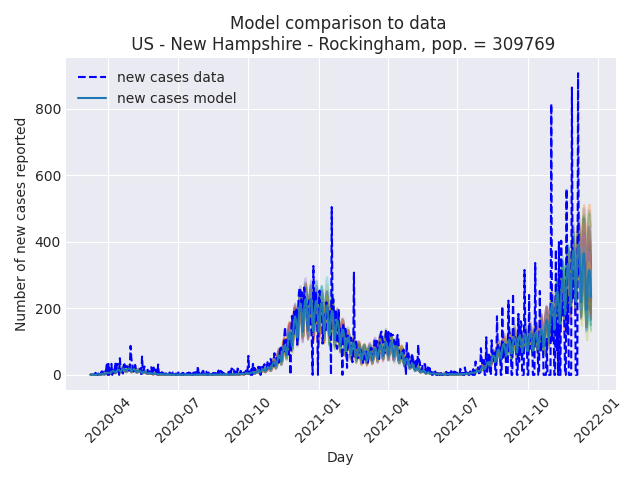 Model comparison to data
US - New Hampshire - Rockingham, pop. = 309769
new cases data
new cases model
Number of new cases reported
800
600
400
200
0
2020-04
2020-07
2020-10
2021-01
2021-04
2021-07
2021-10
2022-01
Day